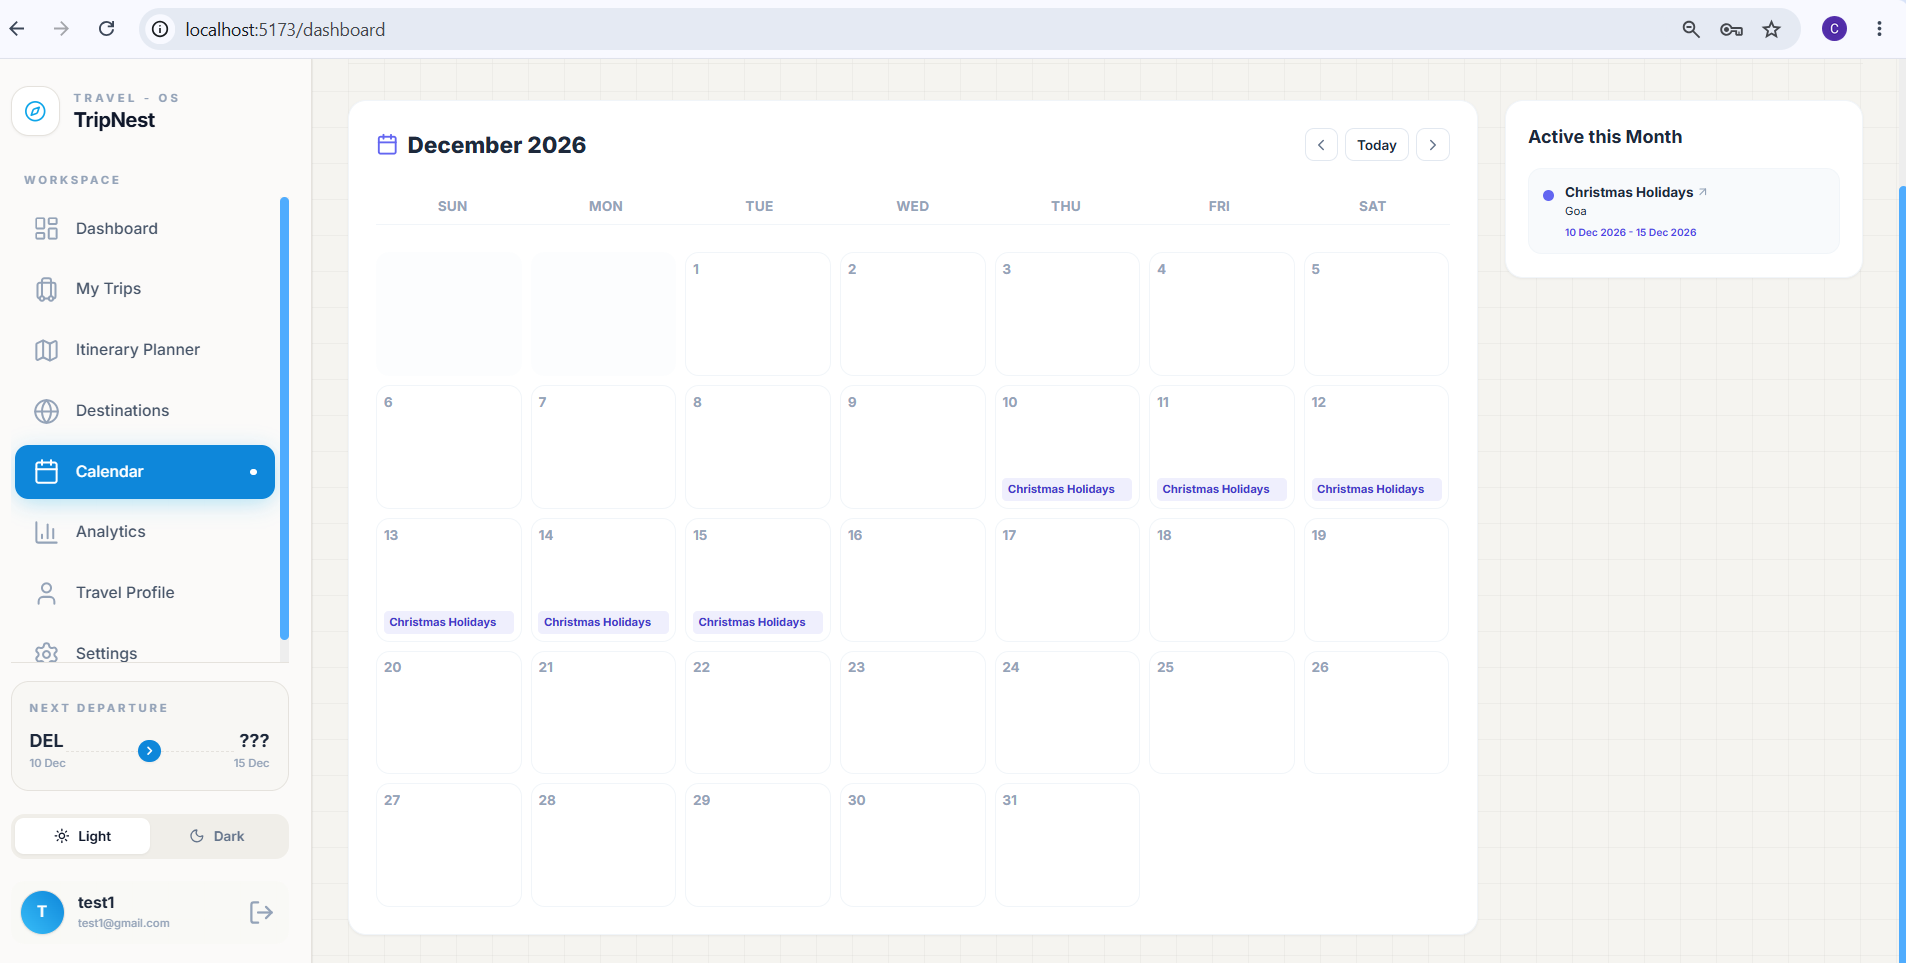 localhost:5173/dashboard
C
TRAVEL - OS
TripNest
WORKSPACE
Dashboard
My Trips
Itinerary Planner
Destinations
Calendar
Analytics
Travel Profile
Settings
NEXT DEPARTURE
DEL ???
10 Dec 15 Dec
Light Dark
T
test1
test1@gmail.com
December 2026
Today
SUN MON TUE WED THU FRI SAT
1 2 3 4 5
6 7 8 9 10 11 12
Christmas Holidays Christmas Holidays Christmas Holidays
13 14 15 16 17 18 19
Christmas Holidays Christmas Holidays Christmas Holidays
20 21 22 23 24 25 26
27 28 29 30 31
Active this Month
Christmas Holidays
Goa
10 Dec 2026 - 15 Dec 2026